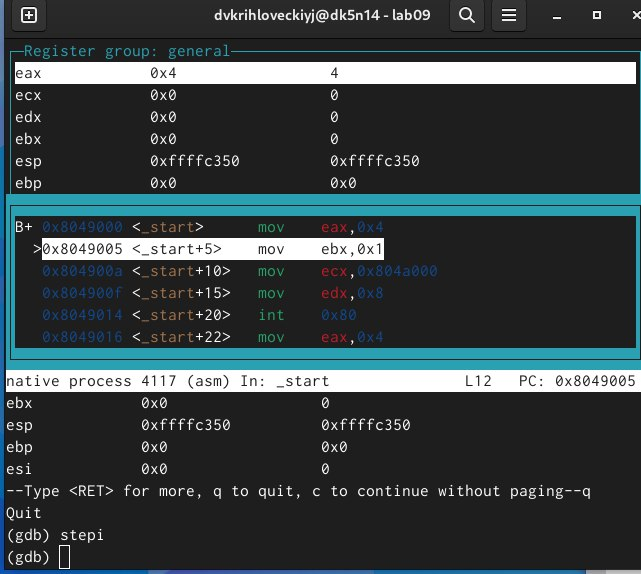 dvkrihloveckiyj@dk5n14 - lab09
Register group: general
eax 0x4 4
ecx 0x0 0
edx 0x0 0
ebx 0x0 0
esp 0xffffc350 0xffffc350
ebp 0x0 0x0
B+ 0x8049000 <_start> mov eax,0x4
>0x8049005 <_start+5> mov ebx,0x1
0x804900a <_start+10> mov ecx,0x804a000
0x804900f <_start+15> mov edx,0x8
0x8049014 <_start+20> int 0x80
0x8049016 <_start+22> mov eax,0x4
native process 4117 (asm) In: _start L12 PC: 0x8049005
ebx 0x0 0
esp 0xffffc350 0xffffc350
ebp 0x0 0x0
esi 0x0 0
--Type <RET> for more, q to quit, c to continue without paging--q
Quit
(gdb) stepi
(gdb)